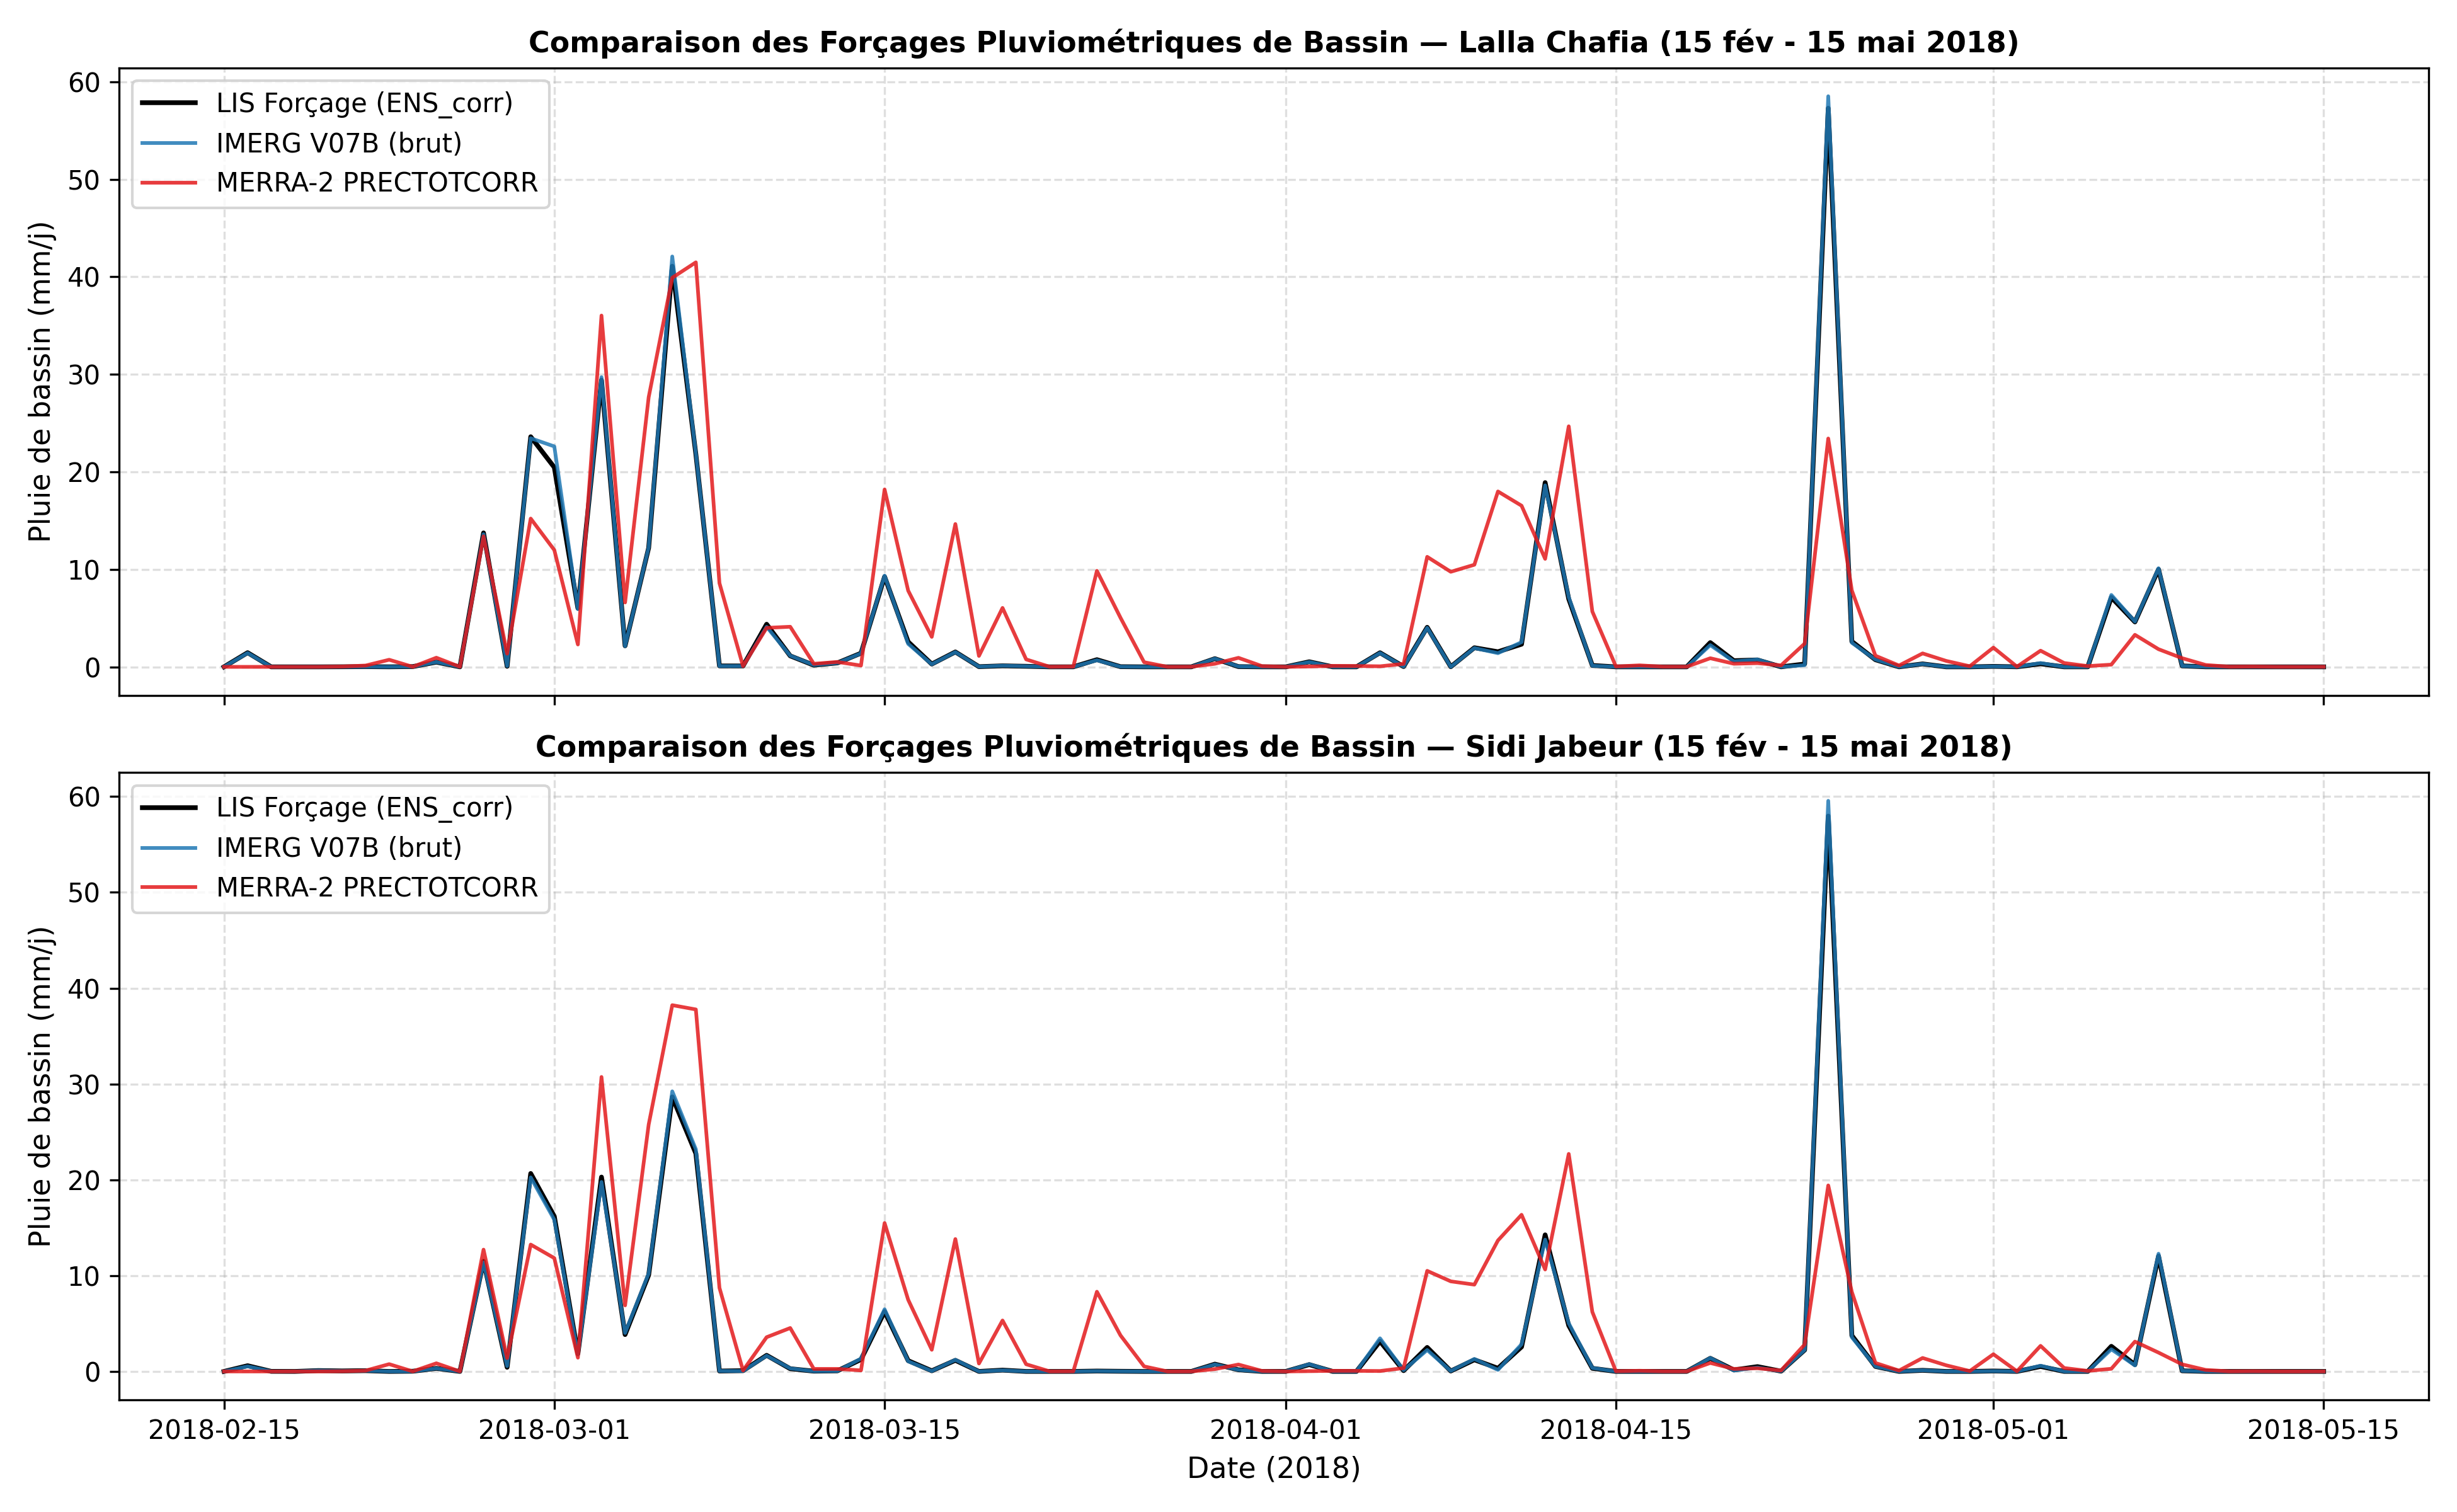 Comparaison des Forçages Pluviométriques de Bassin — Lalla Chafia (15 fév - 15 mai 2018)
60
50
40
30
20
10
0
Pluie de bassin (mm/j)
LIS Forçage (ENS_corr)
IMERG V07B (brut)
MERRA-2 PRECTOTCORR
Comparaison des Forçages Pluviométriques de Bassin — Sidi Jabeur (15 fév - 15 mai 2018)
60
50
40
30
20
10
0
Pluie de bassin (mm/j)
LIS Forçage (ENS_corr)
IMERG V07B (brut)
MERRA-2 PRECTOTCORR
2018-02-15 2018-03-01 2018-03-15 2018-04-01 2018-04-15 2018-05-01 2018-05-15
Date (2018)